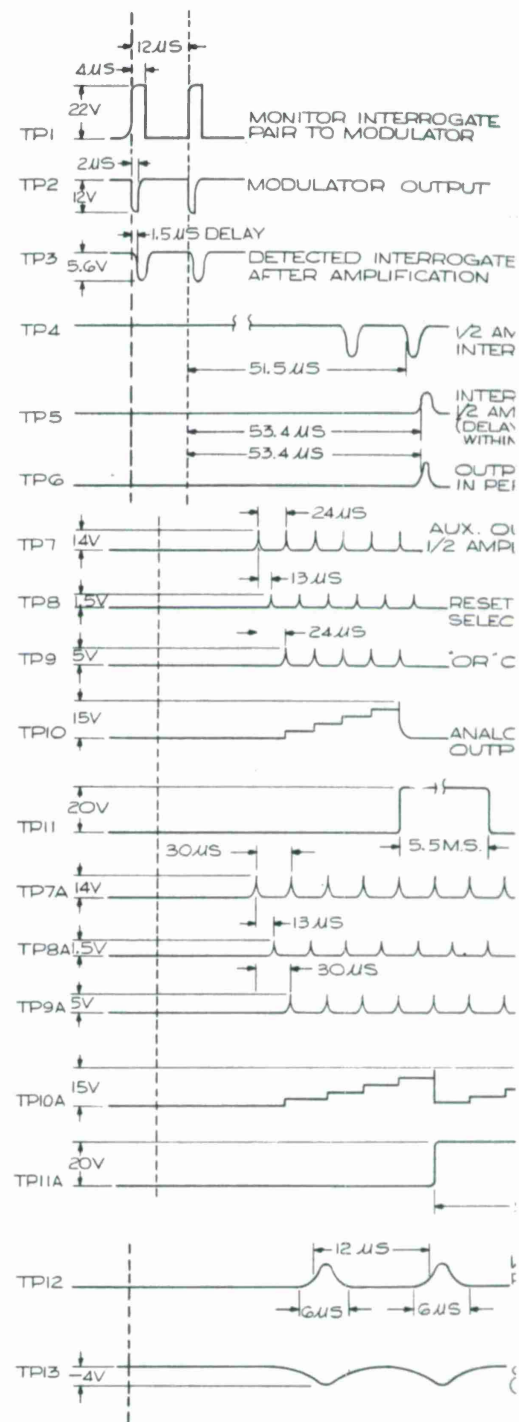 12µS
4µS
22V
TP1
MONITOR INTERROGATE
PAIR TO MODULATOR
2µS
TP2
12V
MODULATOR OUTPUT
1.5µS DELAY
TP3
5.6V
DETECTED INTERROGATE
AFTER AMPLIFICATION
TP4
1/2 AM
INTER
51.5µS
TP5
INTER
1/2 AM
(DELAY
WITHIN
53.4µS
53.4µS
TP6
OUTP
IN PER
24µS
TP7
14V
AUX. OU
1/2 AMPL
13µS
TP8
1.5V
RESET
SELEC
24µS
TP9
5V
"OR" C
15V
TP10
ANALO
OUTP
20V
TP11
5.5M.S.
30µS
TP7A
14V
13µS
TP8A
1.5V
30µS
TP9A
5V
15V
TP10A
20V
TP11A
12 µS
TP12
6µS
6µS
TP13
-4V